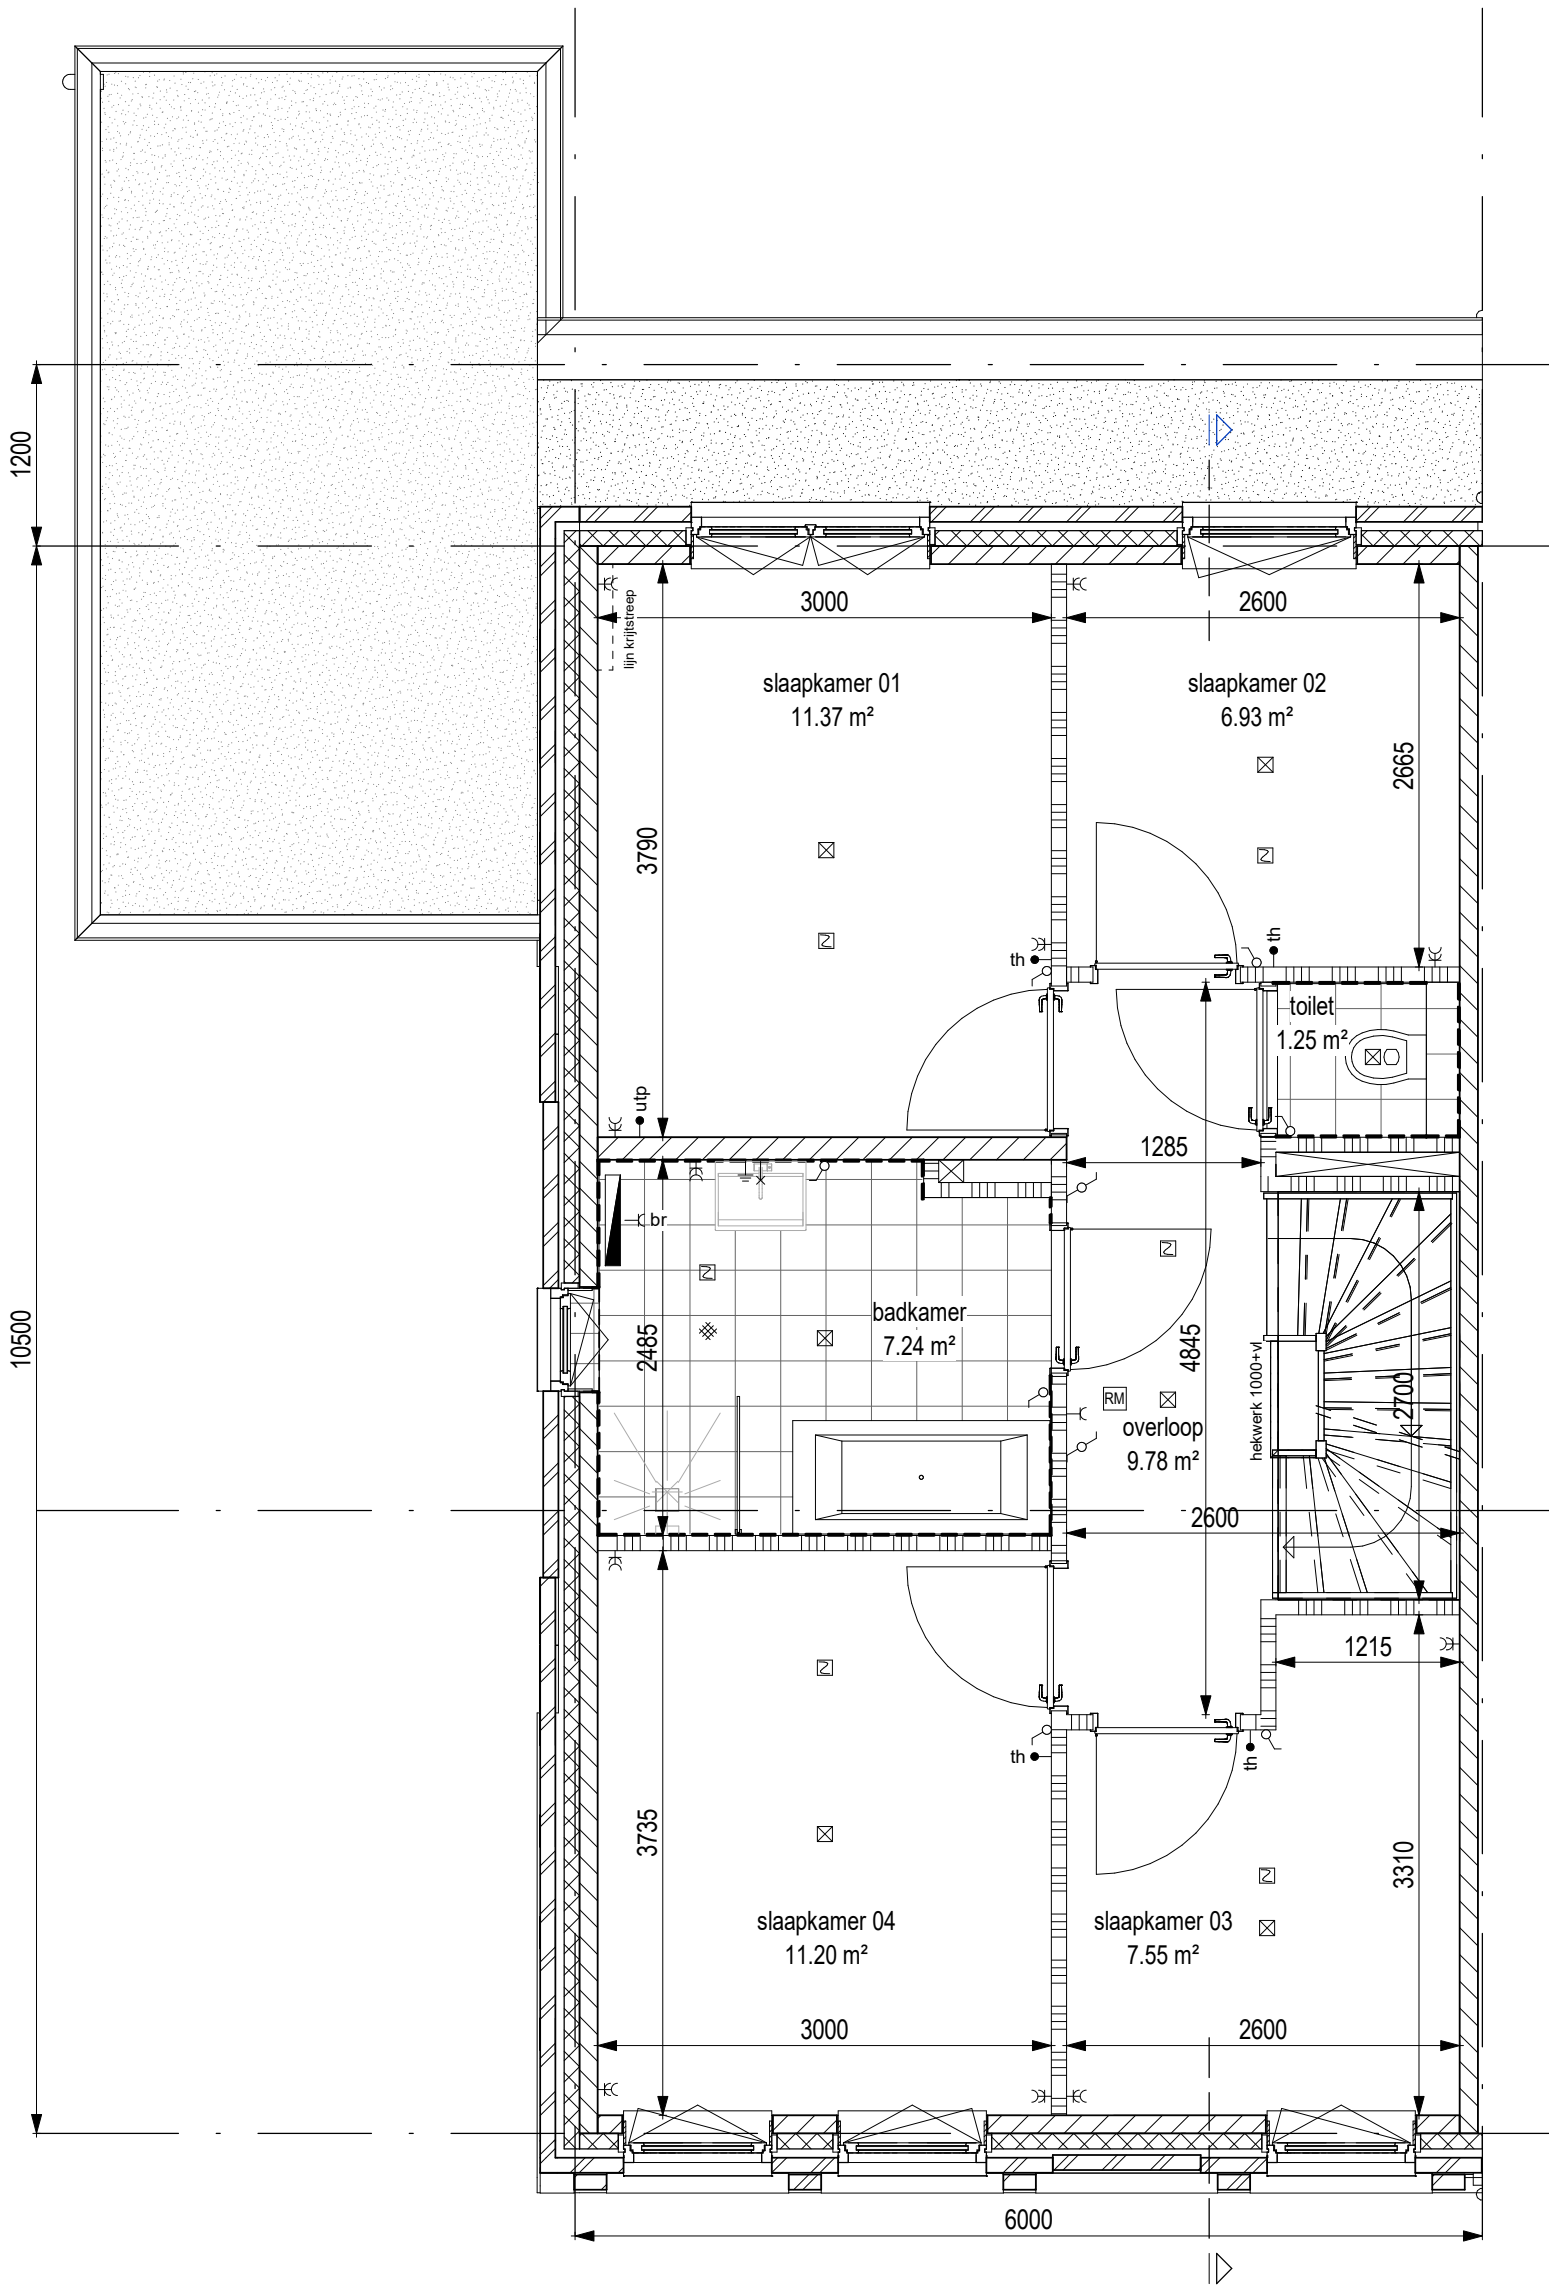 1200
3000
2600
lijn krijtstreep
slaapkamer 01
11.37 m²
slaapkamer 02
6.93 m²
2665
3790
th
th
toilet
1.25 m²
utp
1285
br
badkamer
7.24 m²
2485
10500
4845
hekwerk 1000+vl
2700
RM
overloop
9.78 m²
2600
1215
th
th
3735
3310
slaapkamer 04
11.20 m²
slaapkamer 03
7.55 m²
3000
2600
6000